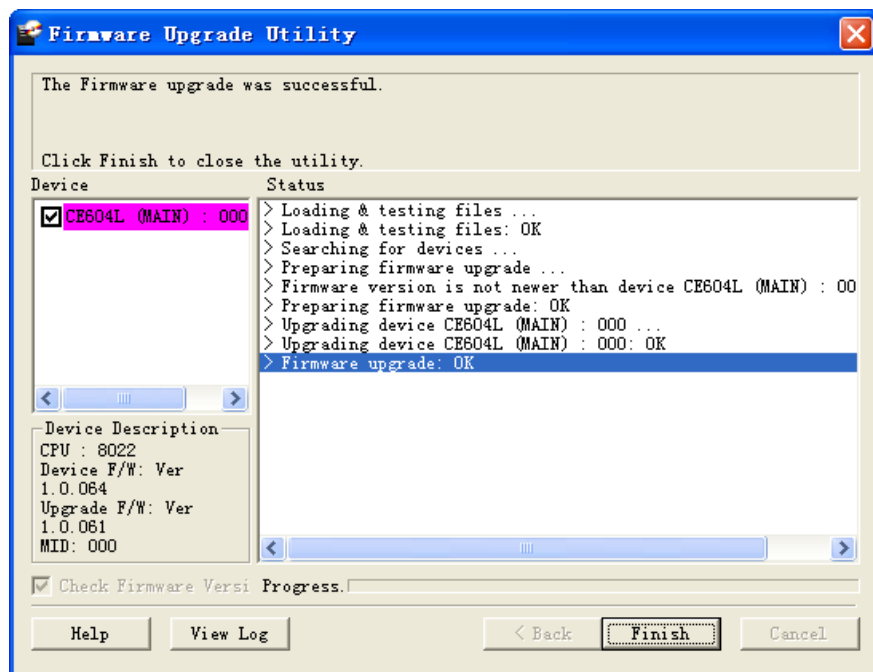 Firmware Upgrade Utility
The Firmware upgrade was successful.
Click Finish to close the utility.
Device
Status
CE604L (MAIN) : 000
> Loading & testing files ...
> Loading & testing files: OK
> Searching for devices ...
> Preparing firmware upgrade ...
> Firmware version is not newer than device CE604L (MAIN) : 00
> Preparing firmware upgrade: OK
> Upgrading device CE604L (MAIN) : 000 ...
> Upgrading device CE604L (MAIN) : 000: OK
> Firmware upgrade: OK
Device Description
CPU : 8022
Device F/W: Ver
1.0.064
Upgrade F/W: Ver
1.0.061
MID: 000
Check Firmware Versi
Progress.
Help
View Log
< Back
Finish
Cancel